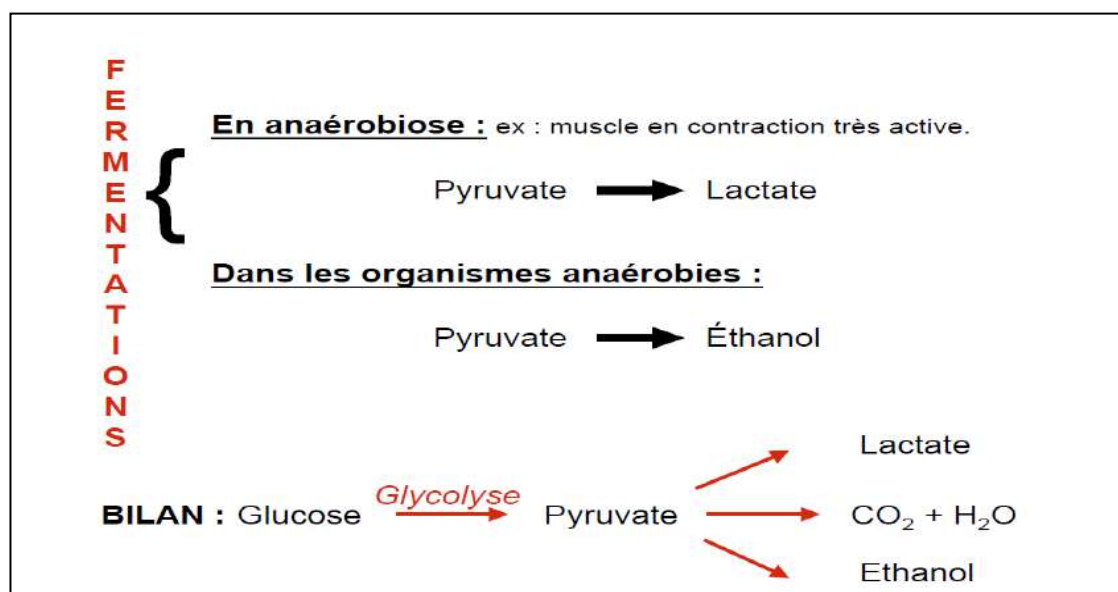 FERMENTATIONS
En anaérobiose : ex : muscle en contraction très active.
Pyruvate Lactate
Dans les organismes anaérobies :
Pyruvate Éthanol
Lactate
BILAN : Glucose Glycolyse Pyruvate CO₂ + H₂O
Ethanol